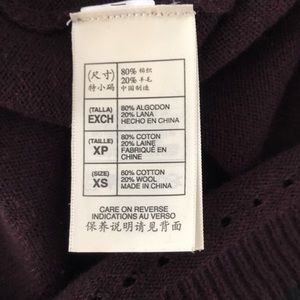 (尺寸) 80% 棉织
特小码 20% 羊毛
中国制造
(TALLA) 80% ALGODON
EXCH 20% LANA
HECHO EN CHINA
(TAILLE) 80% COTON
XP 20% LAINE
FABRIQUÉ EN
CHINE
(SIZE) 80% COTTON
XS 20% WOOL
MADE IN CHINA
CARE ON REVERSE
INDICATIONS AU VERSO
保养说明请见背面